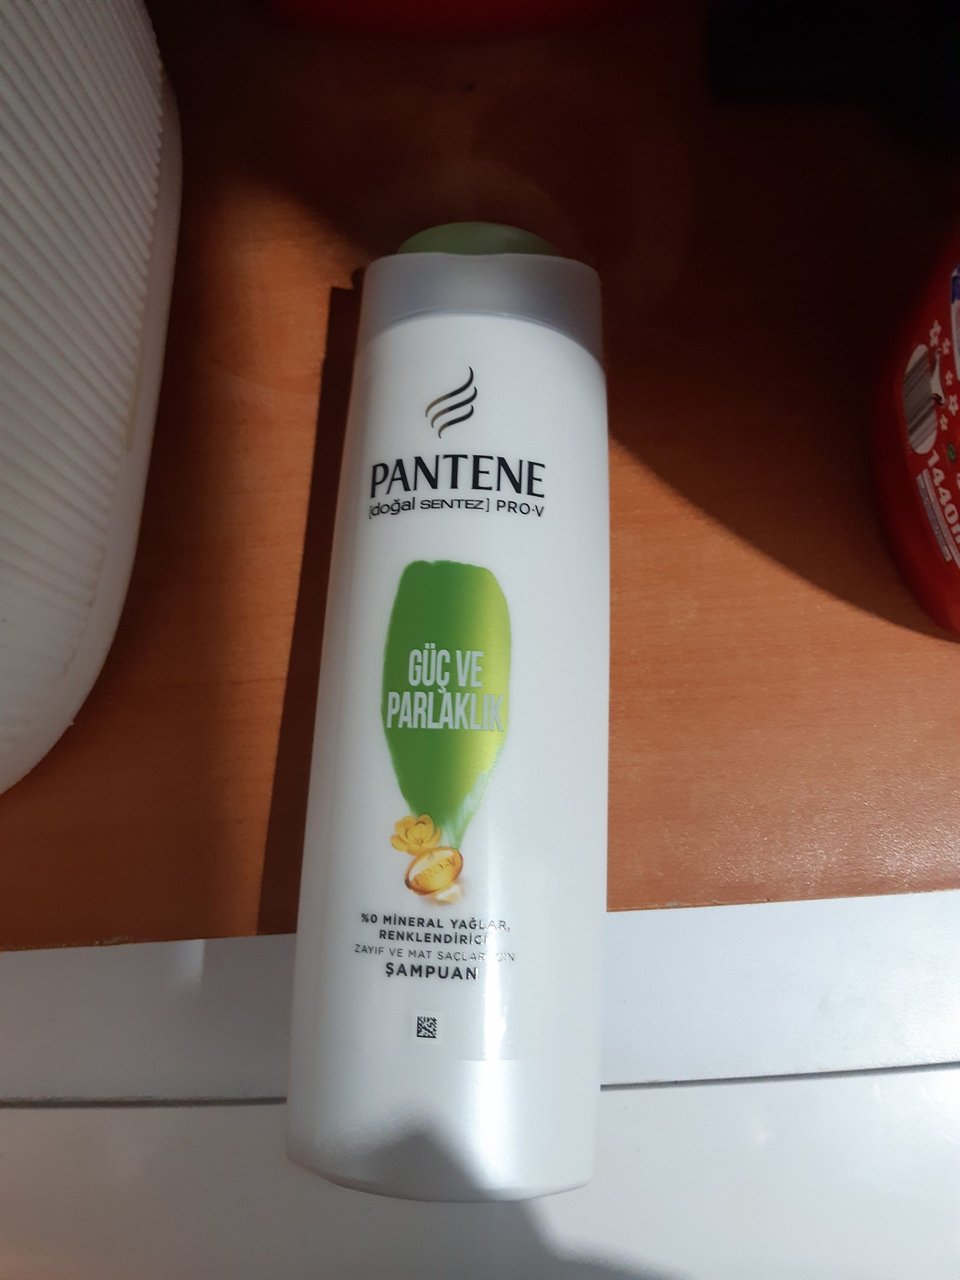 PANTENE
[doğal SENTEZ] PRO-V
GÜÇ VE
PARLAKLIK
%0 MİNERAL YAĞLAR,
RENKLENDİRİCİ
ZAYIF VE MAT SAÇLAR İÇİN
ŞAMPUAN